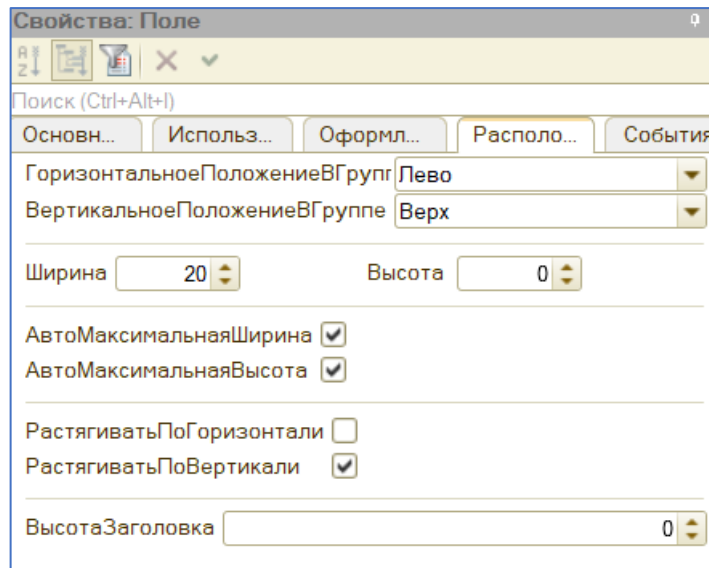 Свойства: Поле
Поиск (Ctrl+Alt+I)
Основн... Использ... Оформл... Располо... События
ГоризонтальноеПоложениеВГрупп Лево
ВертикальноеПоложениеВГруппе Верх
Ширина 20 Высота 0
АвтоМаксимальнаяШирина
АвтоМаксимальнаяВысота
РастягиватьПоГоризонтали
РастягиватьПоВертикали
ВысотаЗаголовка 0